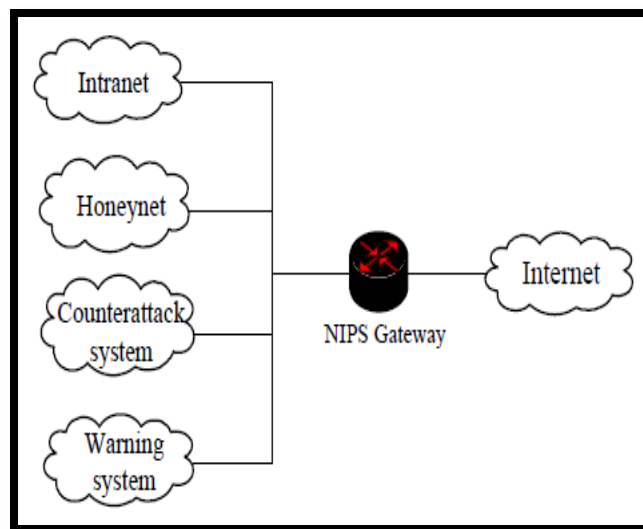 Intranet
Honeynet
Counterattack
system
Warning
system
NIPS Gateway
Internet